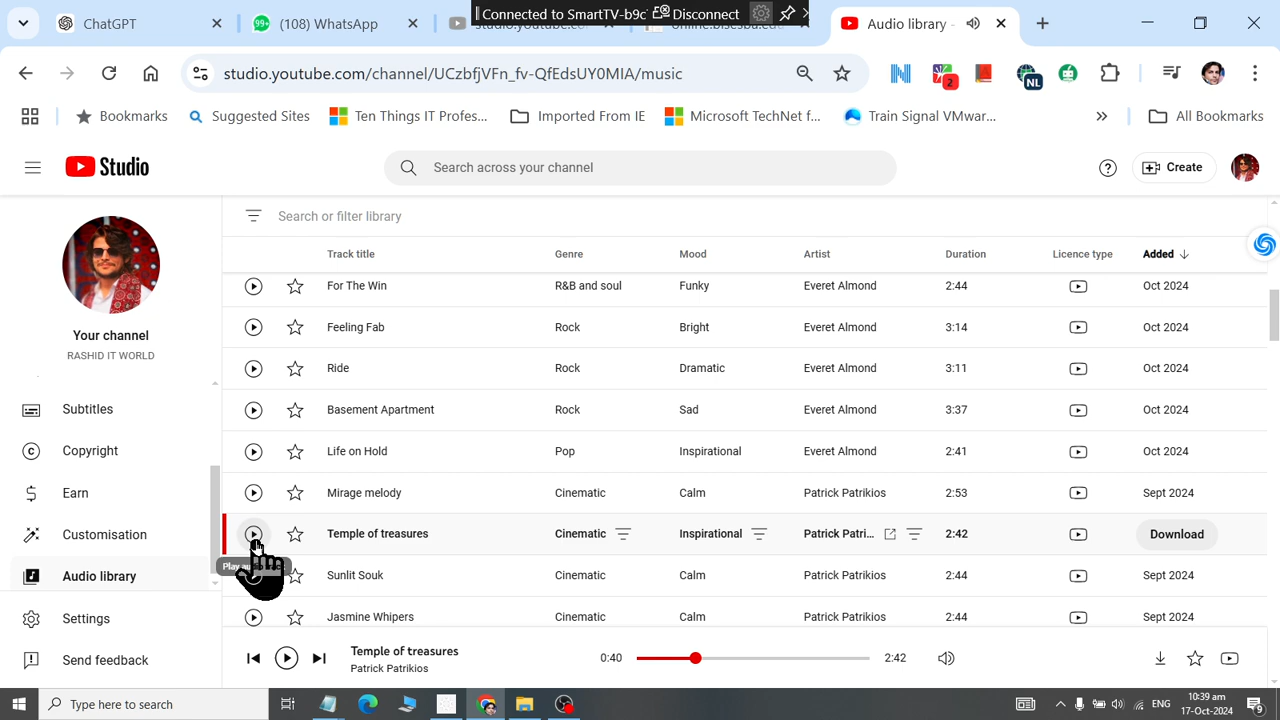 ChatGPT
(108) WhatsApp
Connected to SmartTV-b9c
Disconnect
Audio library -
studio.youtube.com/channel/UCzbfjVFn_fv-QfEdsUY0MIA/music
2
NL
Bookmarks
Suggested Sites
Ten Things IT Profes...
Imported From IE
Microsoft TechNet f...
Train Signal VMwar...
All Bookmarks
Studio
Search across your channel
Create
Your channel
RASHID IT WORLD
Subtitles
Copyright
Earn
Customisation
Audio library
Settings
Send feedback
Search or filter library
Track title Genre Mood Artist Duration Licence type Added
For The Win R&B and soul Funky Everet Almond 2:44 Oct 2024
Feeling Fab Rock Bright Everet Almond 3:14 Oct 2024
Ride Rock Dramatic Everet Almond 3:11 Oct 2024
Basement Apartment Rock Sad Everet Almond 3:37 Oct 2024
Life on Hold Pop Inspirational Everet Almond 2:41 Oct 2024
Mirage melody Cinematic Calm Patrick Patrikios 2:53 Sept 2024
Temple of treasures Cinematic Inspirational Patrick Patri... 2:42 Download
Play au
Sunlit Souk Cinematic Calm Patrick Patrikios 2:44 Sept 2024
Jasmine Whipers Cinematic Calm Patrick Patrikios 2:44 Sept 2024
Temple of treasures
Patrick Patrikios
0:40 2:42
Type here to search
ENG
10:39 am
17-Oct-2024
9